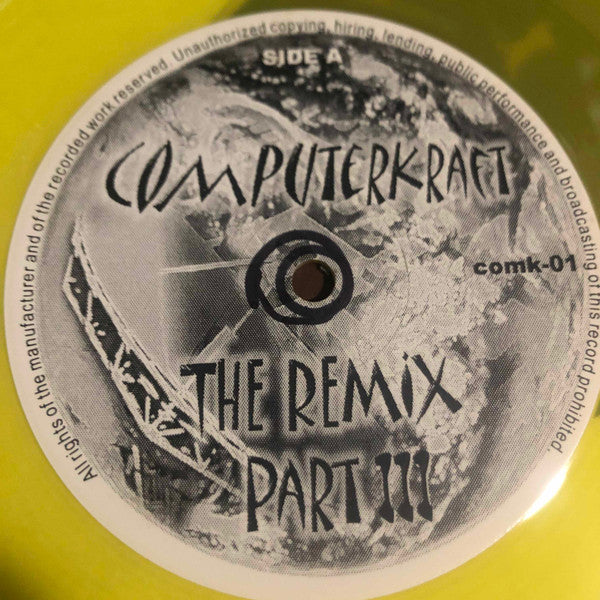 All rights of the manufacturer and of the recorded work reserved. Unauthorized copying, hiring, lending, public performance and broadcasting of this record prohibited.
SIDE A
COMPUTERKRAFT
comk-01
THE REMiX
PART III